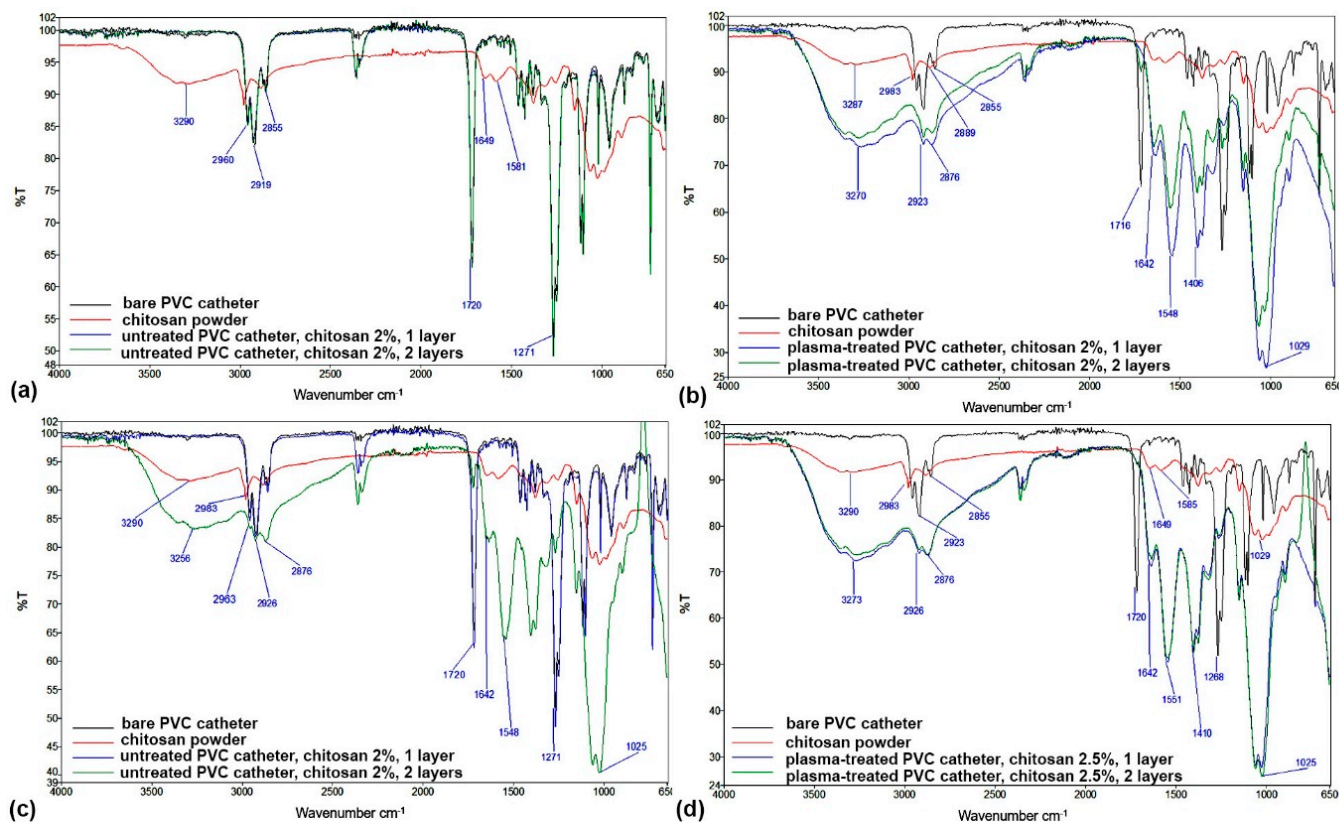 102
100
95
90
85
80
75
70
65
60
55
50
48
%T
3290
2960
2919
2855
1649
1581
1720
1271
bare PVC catheter
chitosan powder
untreated PVC catheter, chitosan 2%, 1 layer
untreated PVC catheter, chitosan 2%, 2 layers
4000 3500 3000 2500 2000 1500 1000 650
(a)
Wavenumber cm-1
%T
102
90
80
70
60
50
40
30
25
%T
3287
2983
2855
2889
3270
2923
2876
1716
1642
1406
1548
1029
bare PVC catheter
chitosan powder
plasma-treated PVC catheter, chitosan 2%, 1 layer
plasma-treated PVC catheter, chitosan 2%, 2 layers
4000 3500 3000 2500 2000 1500 1000 650
(b)
Wavenumber cm-1
102
100
95
90
85
80
75
70
65
60
55
50
45
40
39
%T
3290
2983
3256
2876
2963
2926
1720
1642
1548
1271
1025
bare PVC catheter
chitosan powder
untreated PVC catheter, chitosan 2%, 1 layer
untreated PVC catheter, chitosan 2%, 2 layers
4000 3500 3000 2500 2000 1500 1000 650
(c)
Wavenumber cm-1
102
100
90
80
70
60
50
40
30
24
%T
3290
2983
2855
2923
1585
1649
1029
3273
2926
2876
1720
1642
1268
1551
1410
1025
bare PVC catheter
chitosan powder
plasma-treated PVC catheter, chitosan 2.5%, 1 layer
plasma-treated PVC catheter, chitosan 2.5%, 2 layers
4000 3500 3000 2500 2000 1500 1000 650
(d)
Wavenumber cm-1